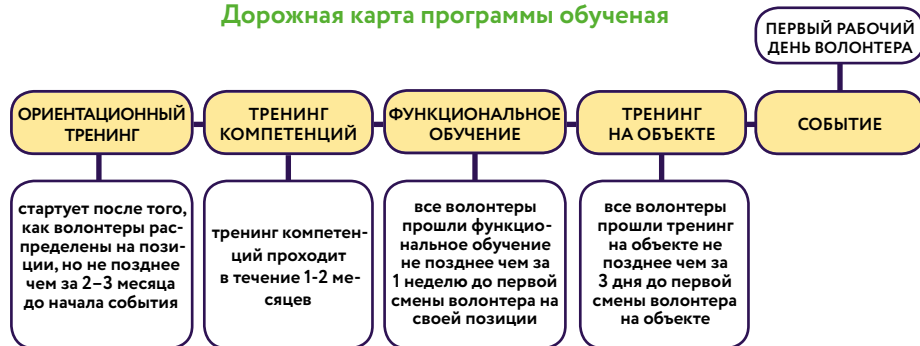 Дорожная карта программы обученая
ПЕРВЫЙ РАБОЧИЙ
ДЕНЬ ВОЛОНТЕРА
ОРИЕНТАЦИОННЫЙ
ТРЕНИНГ
ТРЕНИНГ
КОМПЕТЕНЦИЙ
ФУНКЦИОНАЛЬНОЕ
ОБУЧЕНИЕ
ТРЕНИНГ
НА ОБЪЕКТЕ
СОБЫТИЕ
стартует после того,
как волонтеры рас-
пределены на пози-
ции, но не позднее
чем за 2–3 месяца
до начала события
тренинг компетен-
ций проходит
в течение 1-2 ме-
сяцев
все волонтеры
прошли функцио-
нальное обучение
не позднее чем за
1 неделю до первой
смены волонтера на
своей позиции
все волонтеры
прошли тренинг
на объекте не
позднее чем за
3 дня до первой
смены волонтера
на объекте